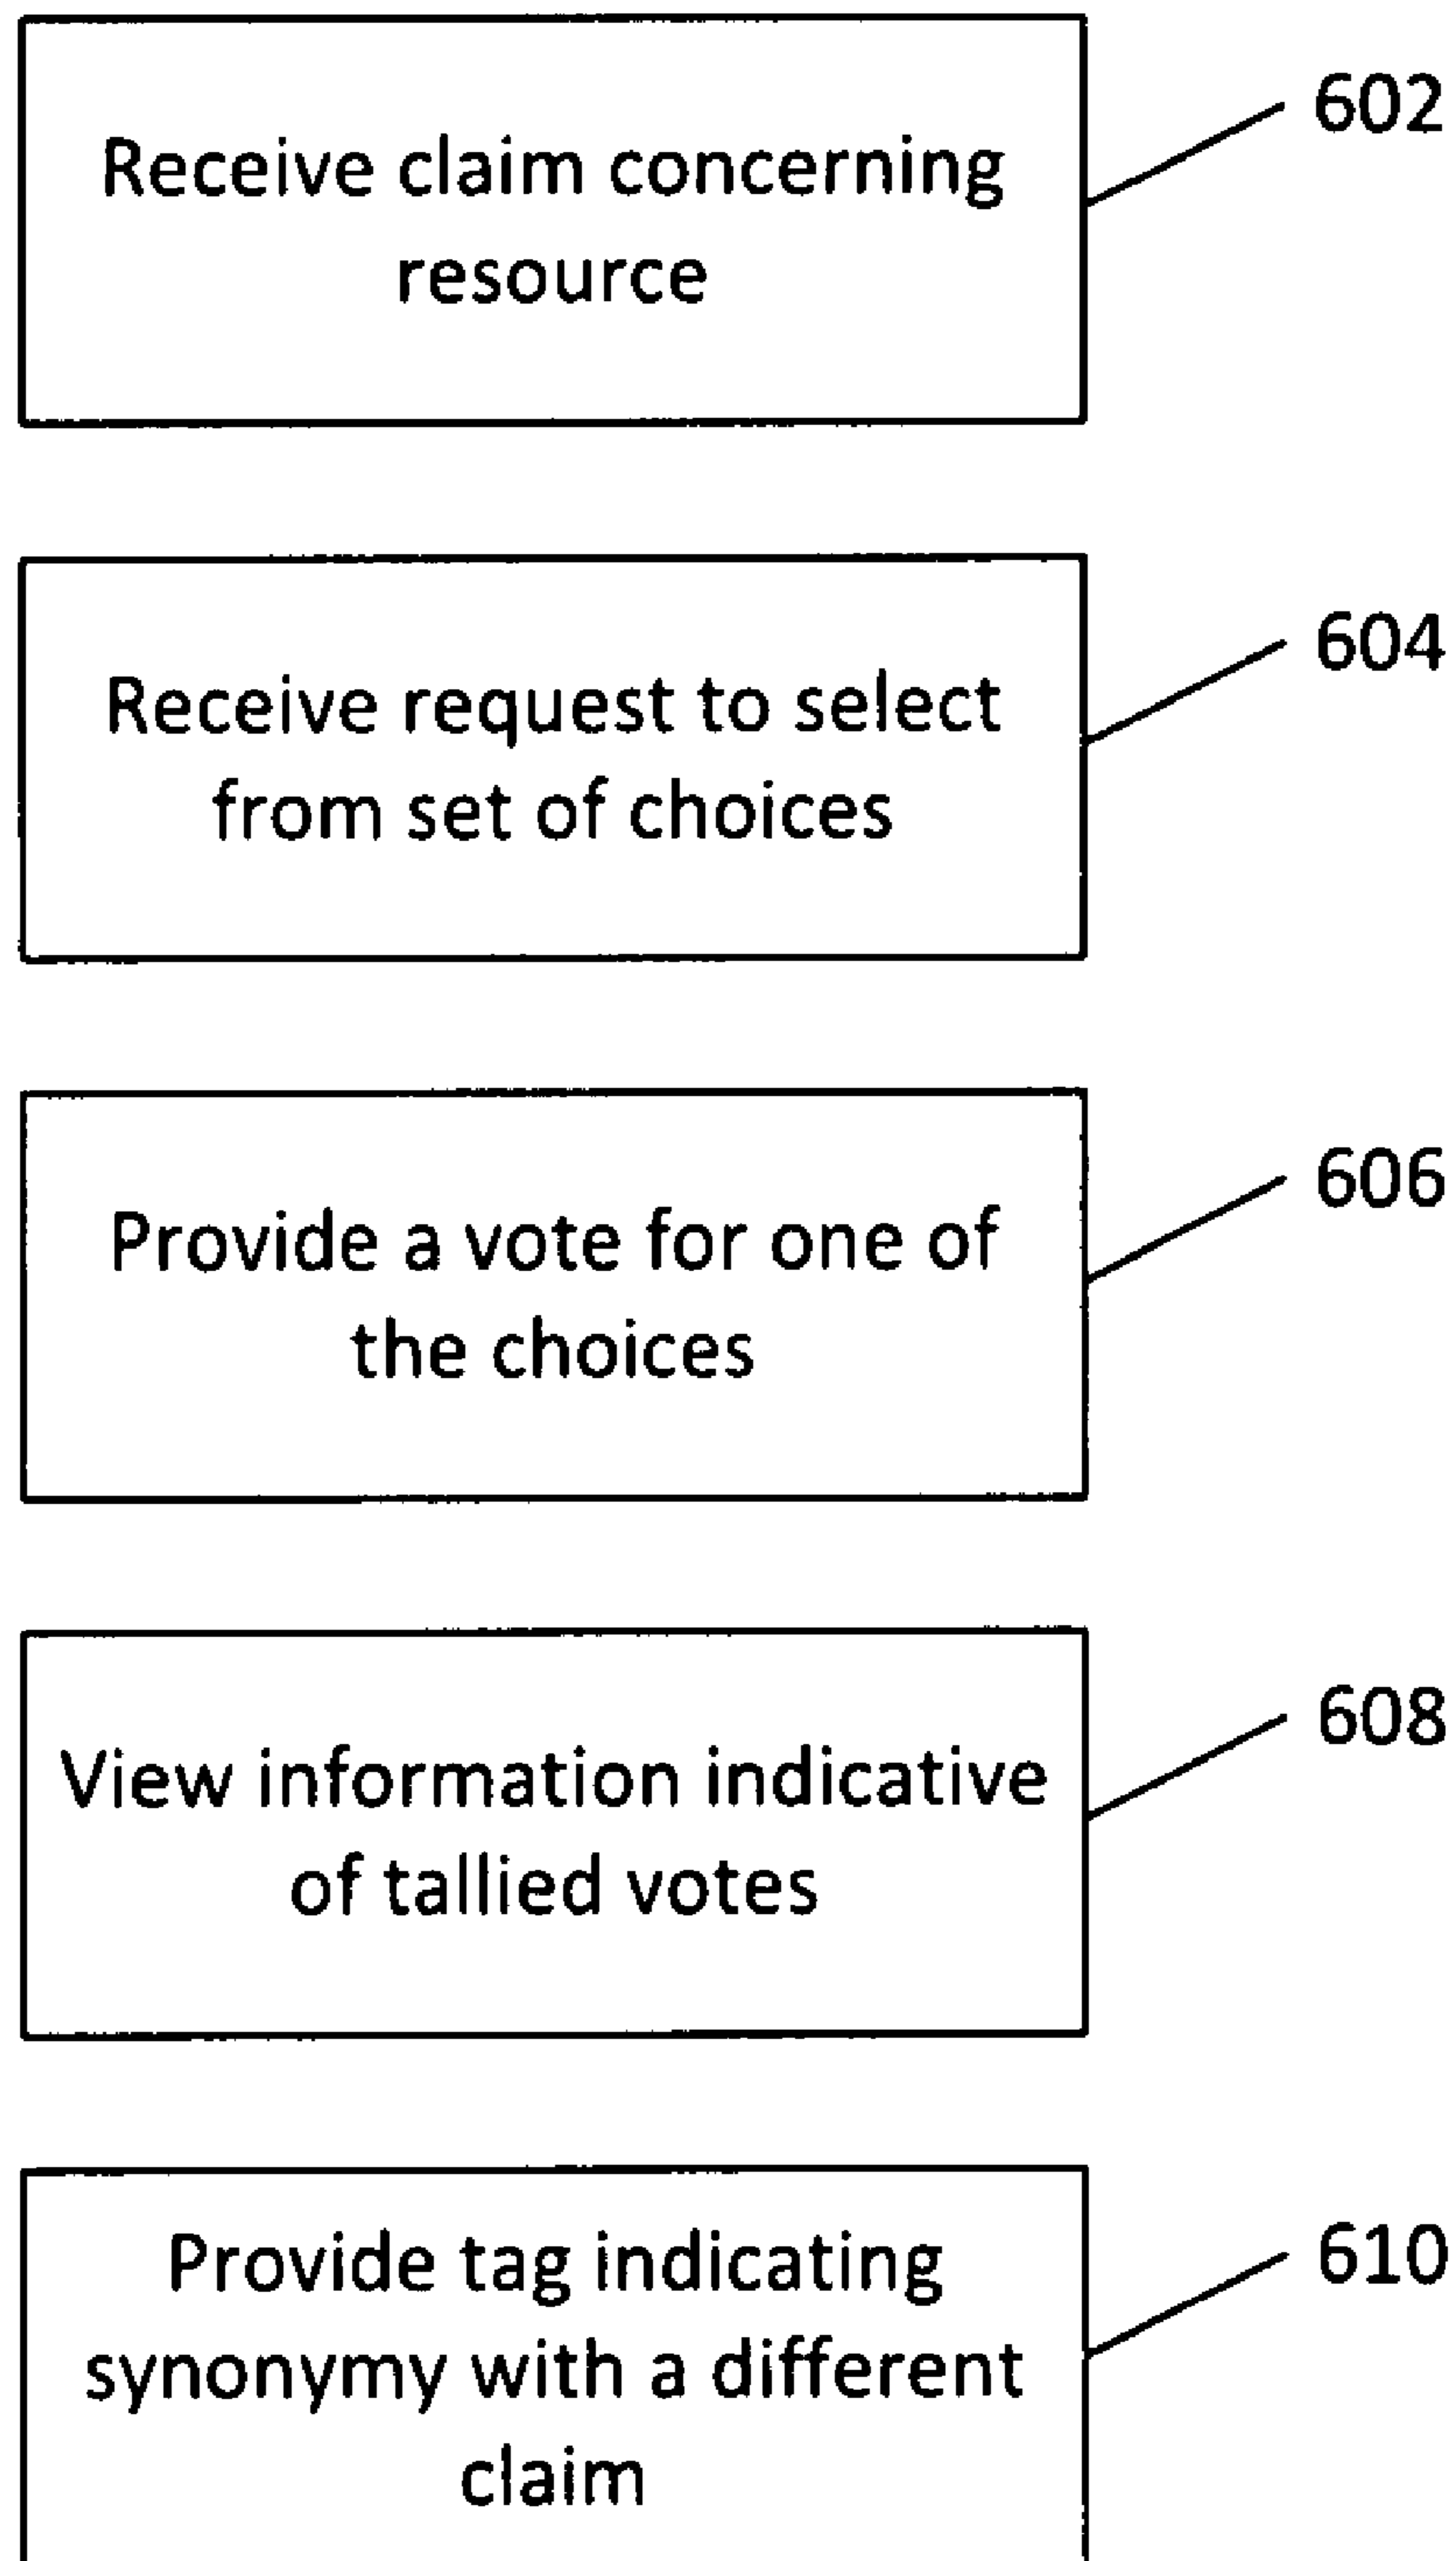 Receive claim concerning
resource
602
Receive request to select
from set of choices
604
Provide a vote for one of
the choices
606
View information indicative
of tallied votes
608
Provide tag indicating
synonymy with a different
claim
610